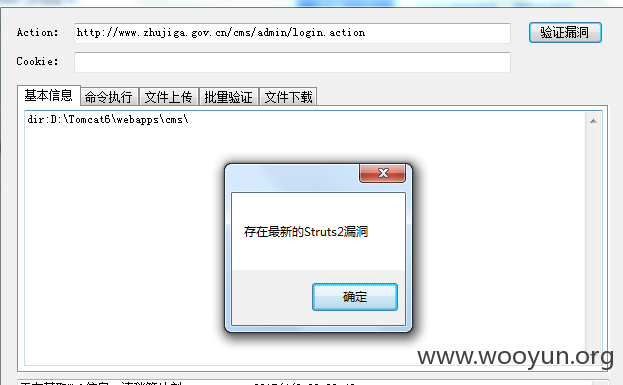 Action: http://www.zhujiga.gov.cn/cms/admin/login.action 验证漏洞
Cookie:
基本信息 命令执行 文件上传 批量验证 文件下载
dir:D:\Tomcat6\webapps\cms\
存在最新的Struts2漏洞
确定
www.wooyun.org